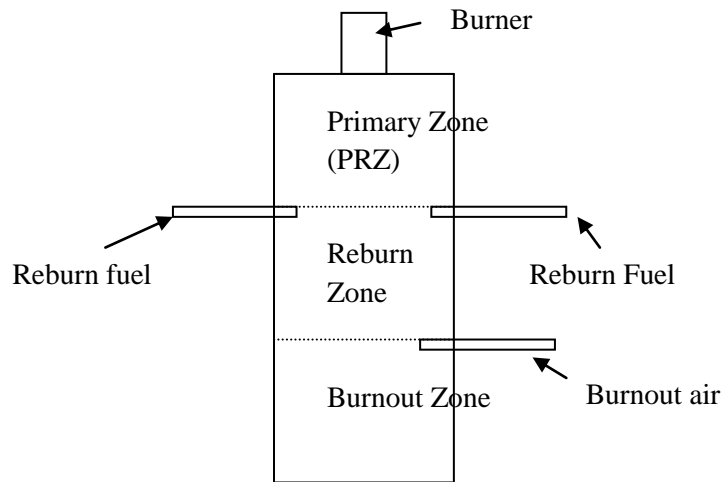 Burner
Primary Zone
(PRZ)
Reburn fuel
Reburn
Zone
Reburn Fuel
Burnout Zone
Burnout air